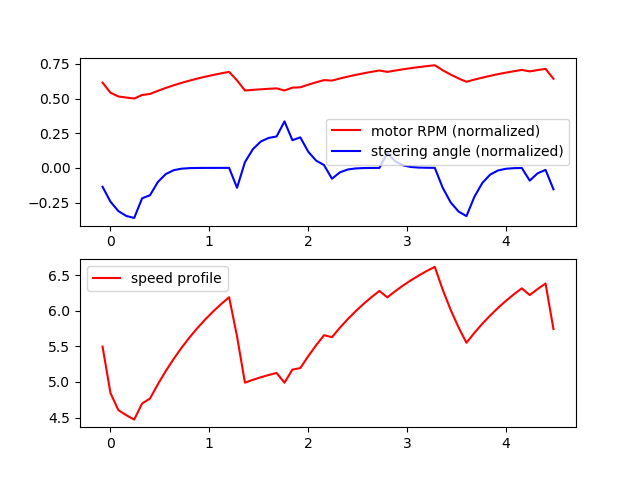 0.75
0.50
0.25
0.00
−0.25
motor RPM (normalized)
steering angle (normalized)
0 1 2 3 4
6.5
6.0
5.5
5.0
4.5
speed profile
0 1 2 3 4